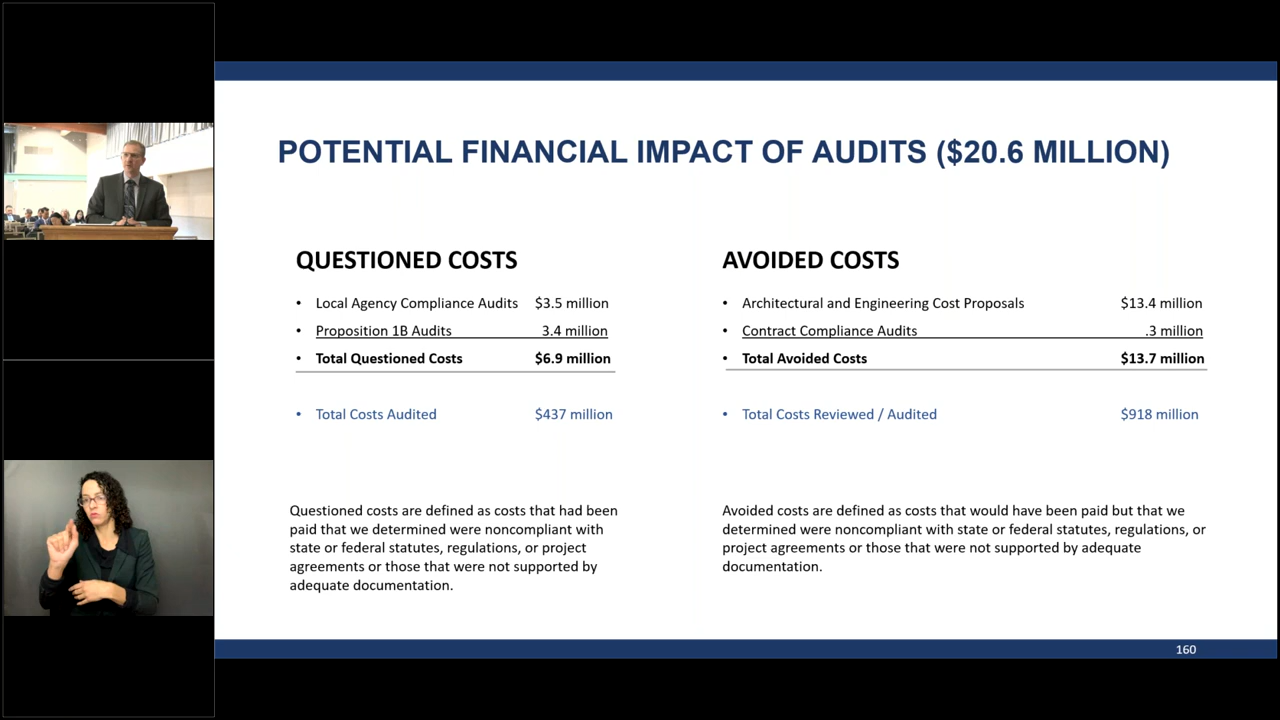 POTENTIAL FINANCIAL IMPACT OF AUDITS ($20.6 MILLION)
QUESTIONED COSTS
• Local Agency Compliance Audits $3.5 million
• Proposition 1B Audits 3.4 million
• Total Questioned Costs $6.9 million
• Total Costs Audited $437 million
Questioned costs are defined as costs that had been
paid that we determined were noncompliant with
state or federal statutes, regulations, or project
agreements or those that were not supported by
adequate documentation.
AVOIDED COSTS
• Architectural and Engineering Cost Proposals $13.4 million
• Contract Compliance Audits .3 million
• Total Avoided Costs $13.7 million
• Total Costs Reviewed / Audited $918 million
Avoided costs are defined as costs that would have been paid but that we
determined were noncompliant with state or federal statutes, regulations, or
project agreements or those that were not supported by adequate
documentation.
160